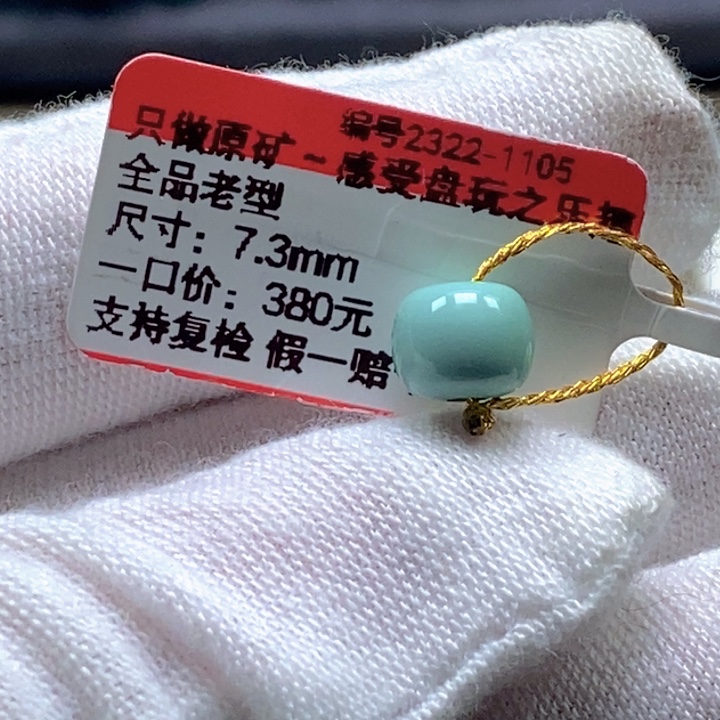 编号2322-1105
只做原矿~感受盘玩之乐趣
全品老型
尺寸：7.3mm
一口价：380元
支持复检 假一赔